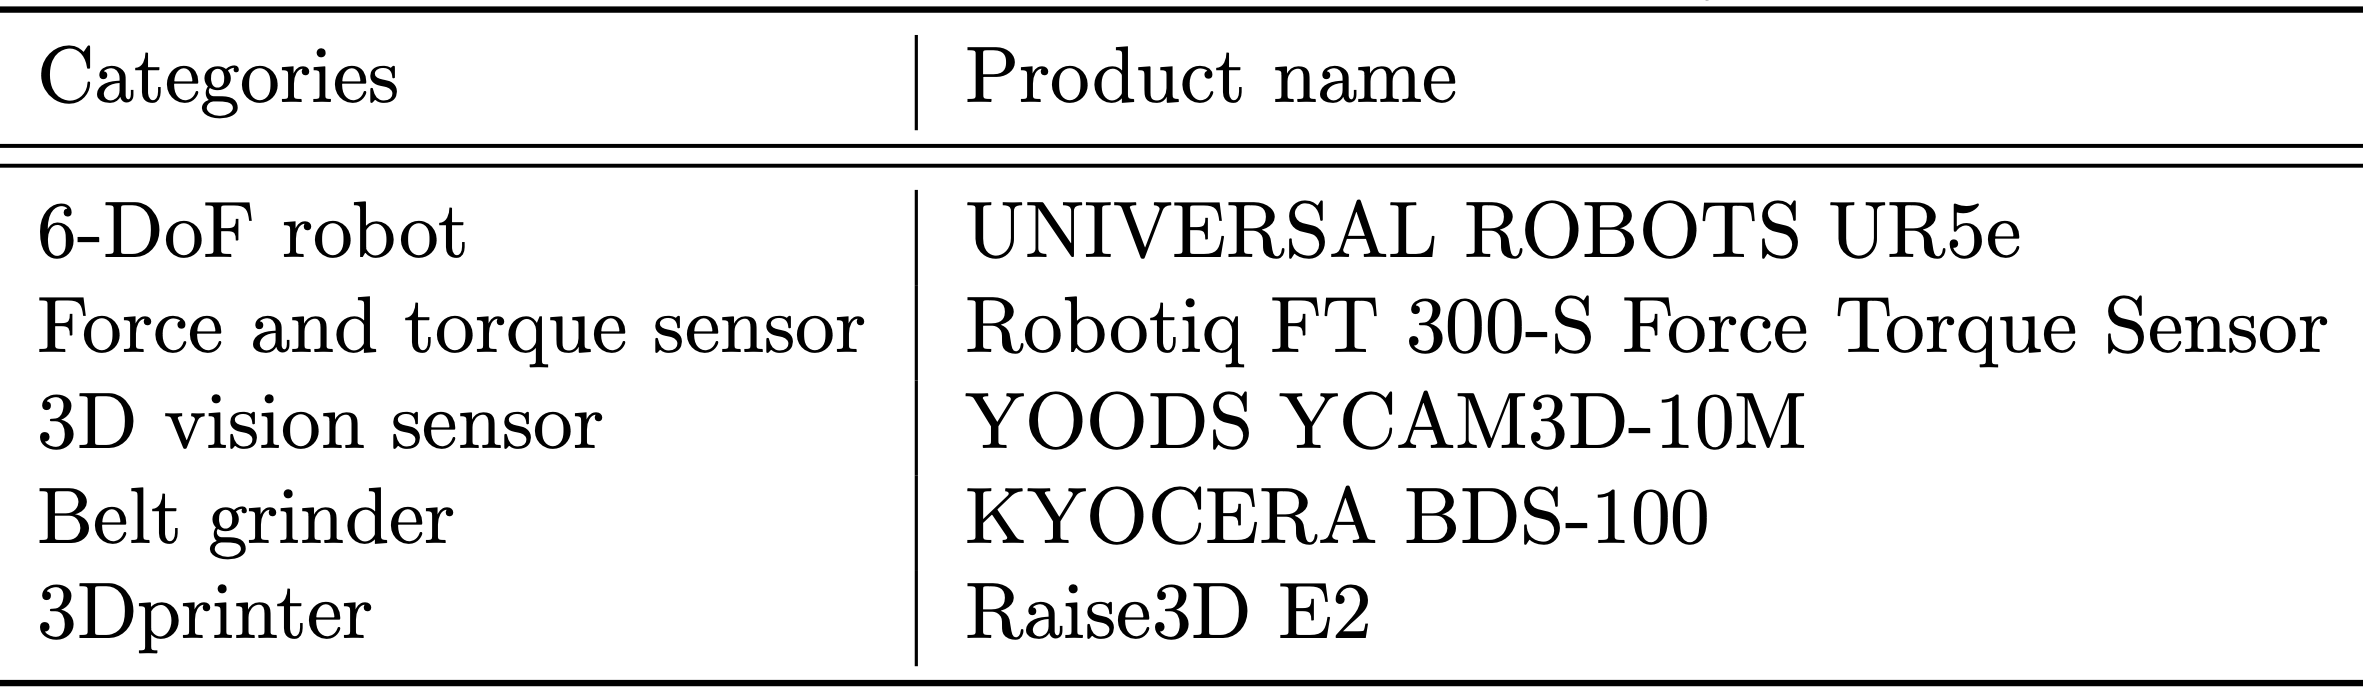 Categories Product name
6-DoF robot UNIVERSAL ROBOTS UR5e
Force and torque sensor Robotiq FT 300-S Force Torque Sensor
3D vision sensor YOODS YCAM3D-10M
Belt grinder KYOCERA BDS-100
3Dprinter Raise3D E2